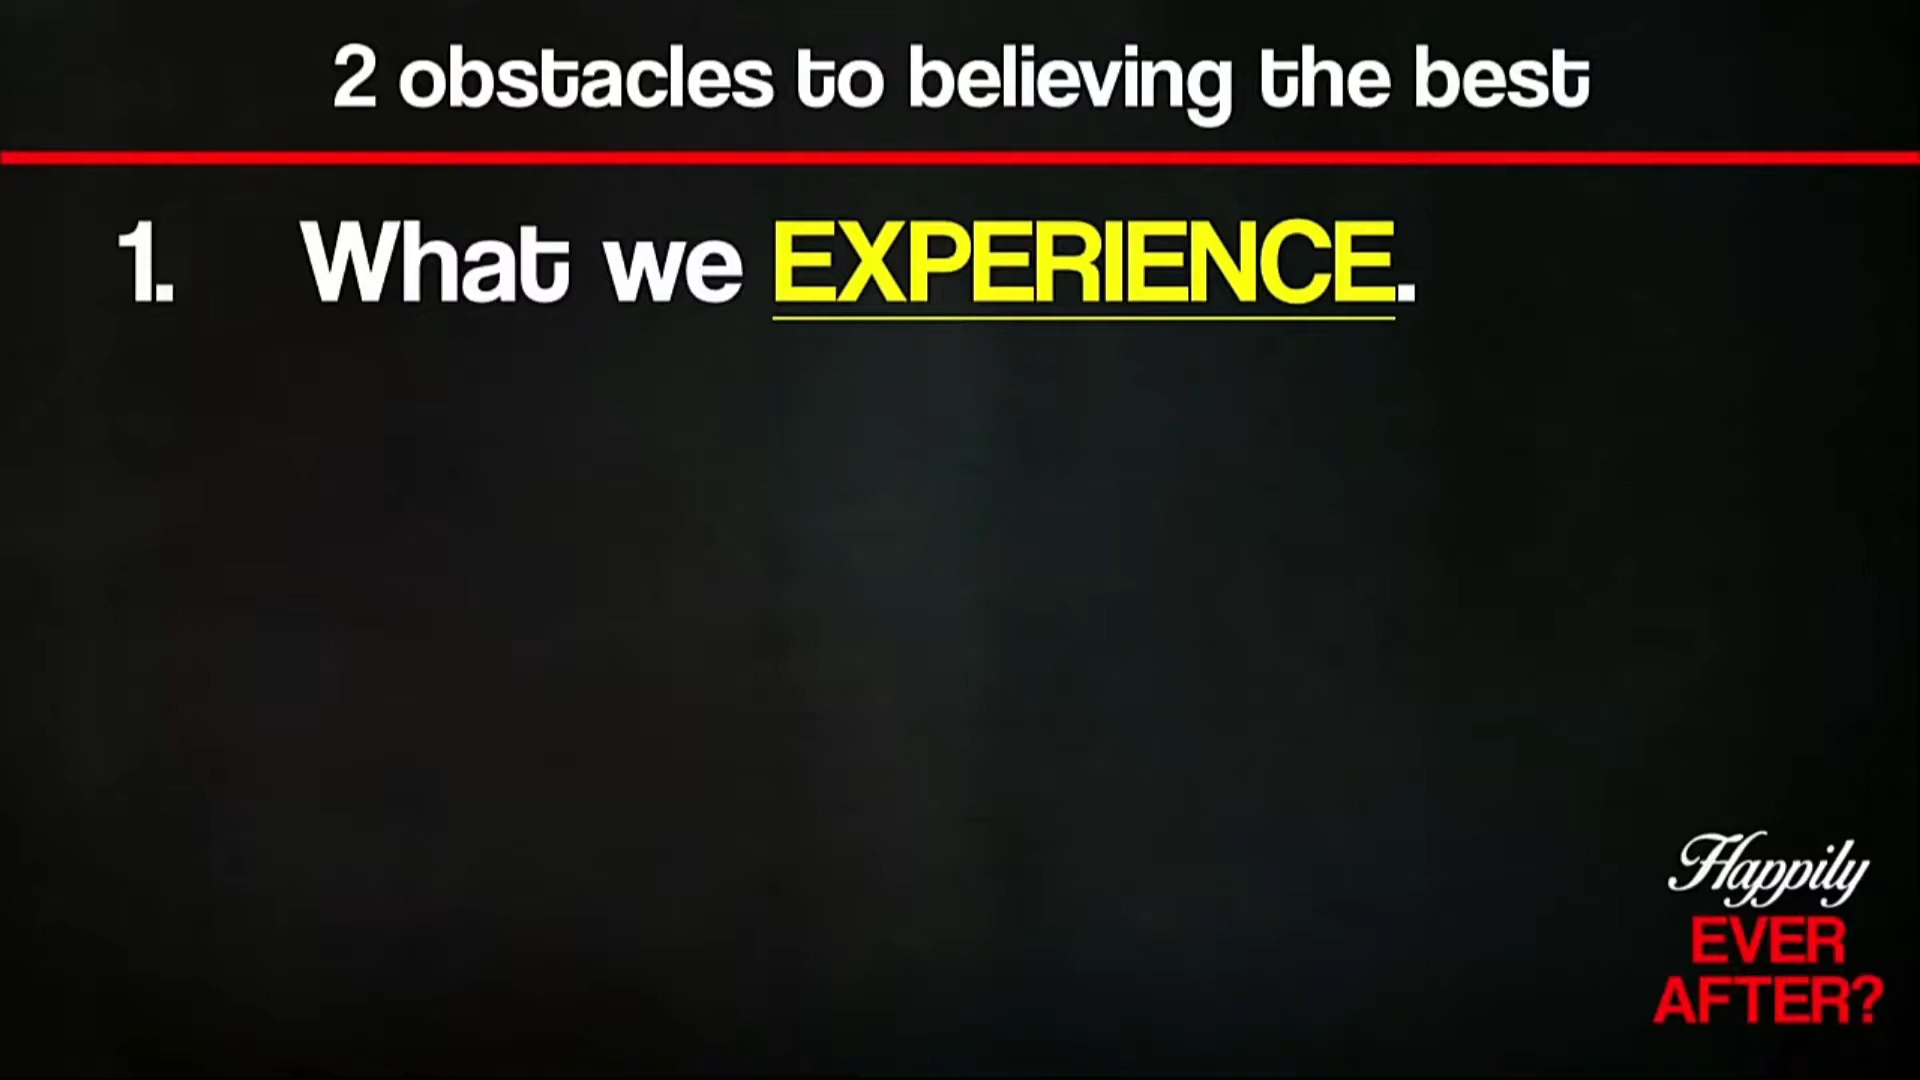 2 obstacles to believing the best
1. What we EXPERIENCE.
Happily
EVER
AFTER?